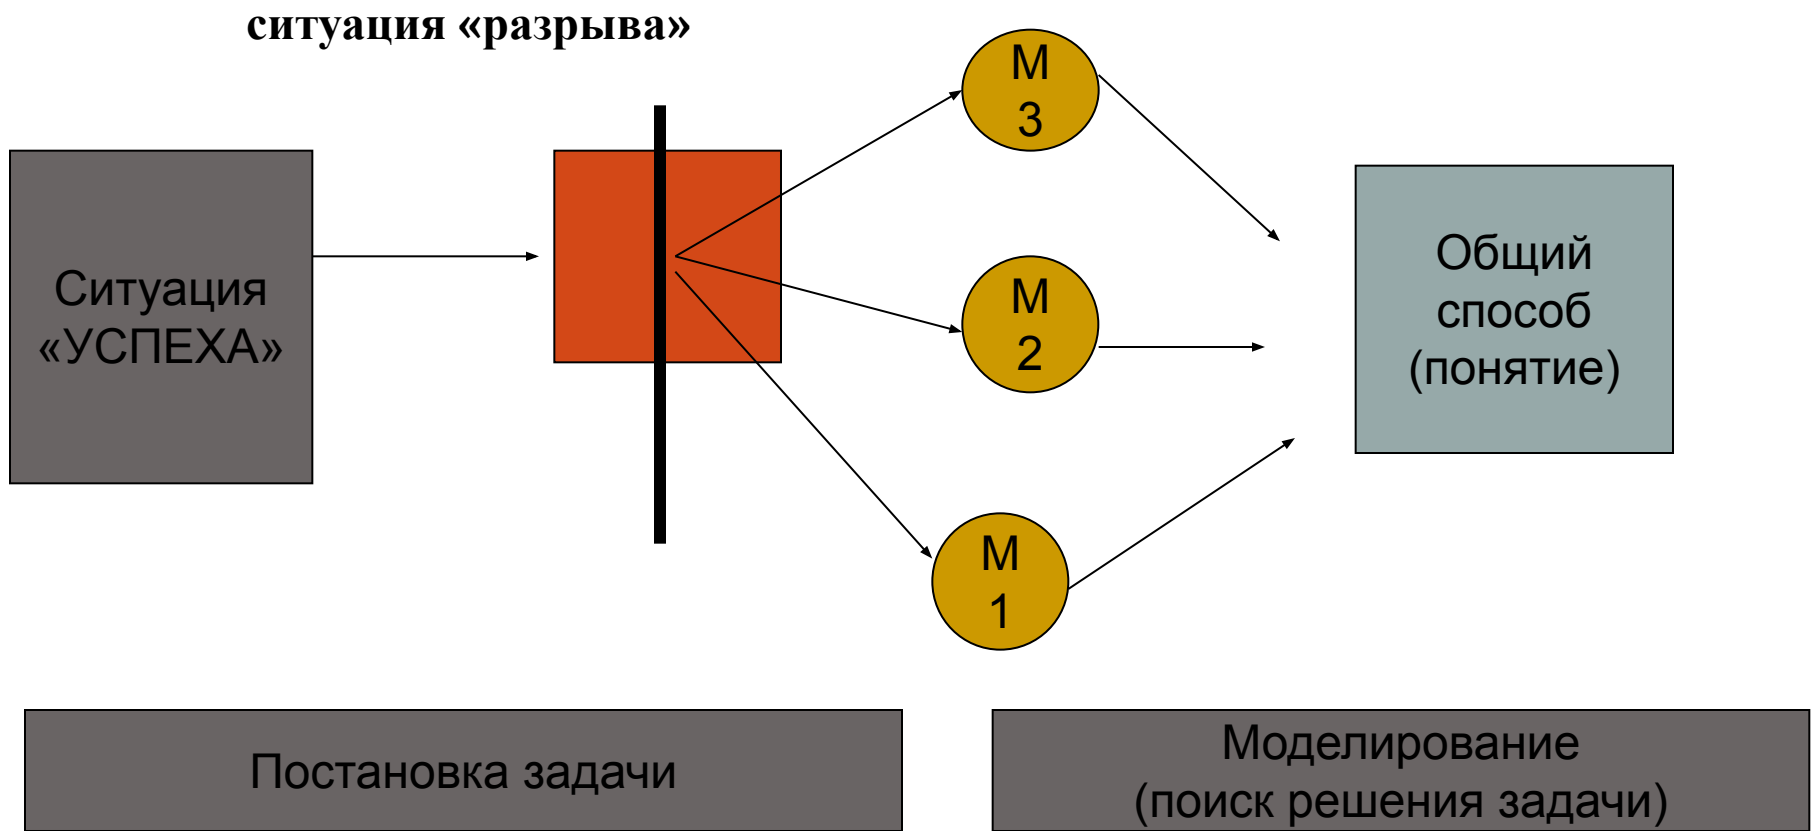 ситуация «разрыва»
Ситуация
«УСПЕХА»
М
3
М
2
М
1
Общий
способ
(понятие)
Постановка задачи
Моделирование
(поиск решения задачи)